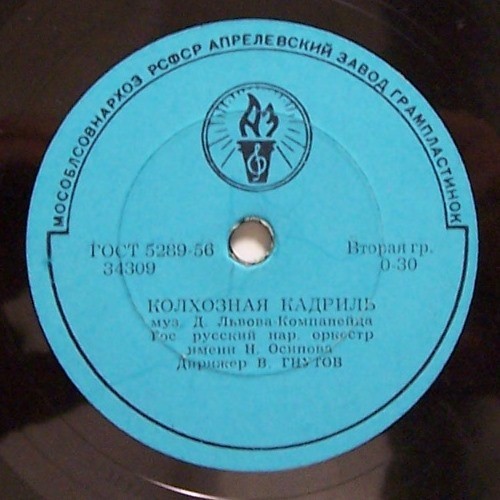 МОСОБЛСОВНАРХОЗ РСФСР АПРЕЛЕВСКИЙ ЗАВОД ГРАМПЛАСТИНОК
АЗ
ГОСТ 5289-56
34309
Вторая гр.
0-30
КОЛХОЗНАЯ КАДРИЛЬ
муз. Д. Львова-Компанейца
Гос. русский нар. оркестр
имени Н. Осипова
Дирижер В. ГНУТОВ